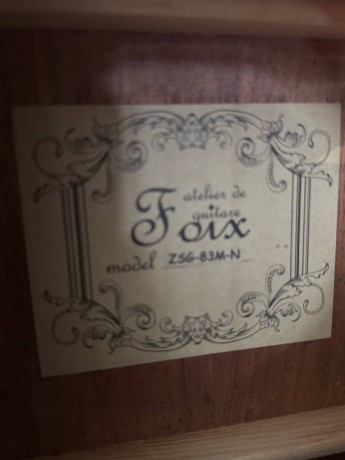 atelier de
guitare
Foix
model ZSG-83M-N